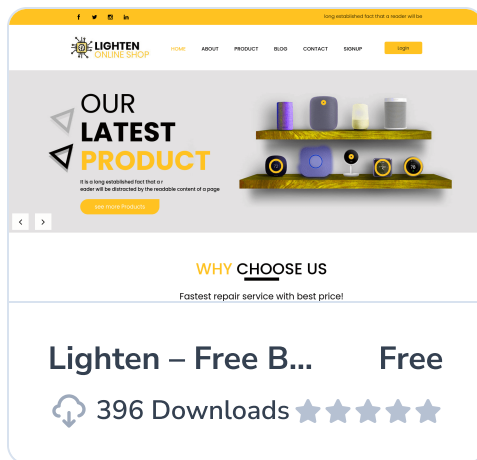 long established fact that a reader will be
LIGHTEN
ONLINE SHOP
HOME ABOUT PRODUCT BLOG CONTACT SIGNUP Login
OUR
LATEST
PRODUCT
It is a long established fact that a r
eader will be distracted by the readable content of a page
see more Products
WHY CHOOSE US
Fastest repair service with best price!
Lighten – Free B... Free
396 Downloads